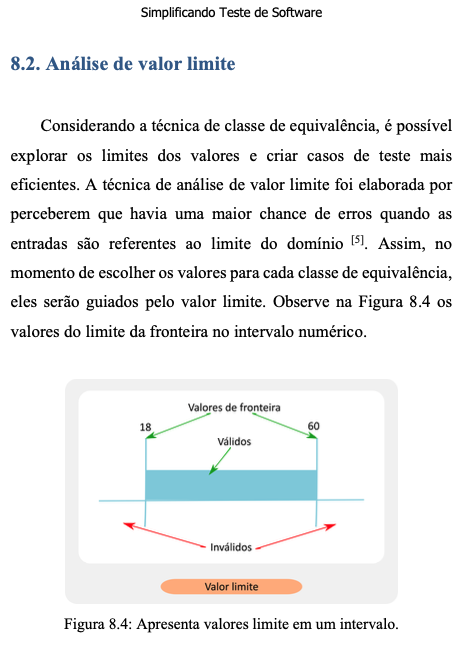 Simplificando Teste de Software
8.2. Análise de valor limite
Considerando a técnica de classe de equivalência, é possível
explorar os limites dos valores e criar casos de teste mais
eficientes. A técnica de análise de valor limite foi elaborada por
perceberem que havia uma maior chance de erros quando as
entradas são referentes ao limite do domínio [5]. Assim, no
momento de escolher os valores para cada classe de equivalência,
eles serão guiados pelo valor limite. Observe na Figura 8.4 os
valores do limite da fronteira no intervalo numérico.
Valores de fronteira
18
60
Válidos
Inválidos
Valor limite
Figura 8.4: Apresenta valores limite em um intervalo.